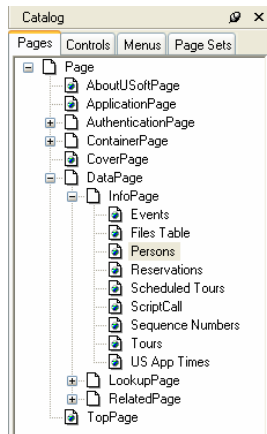 Catalog
Pages Controls Menus Page Sets
Page
AboutUSoftPage
ApplicationPage
AuthenticationPage
ContainerPage
CoverPage
DataPage
InfoPage
Events
Files Table
Persons
Reservations
Scheduled Tours
ScriptCall
Sequence Numbers
Tours
US App Times
LookupPage
RelatedPage
TopPage